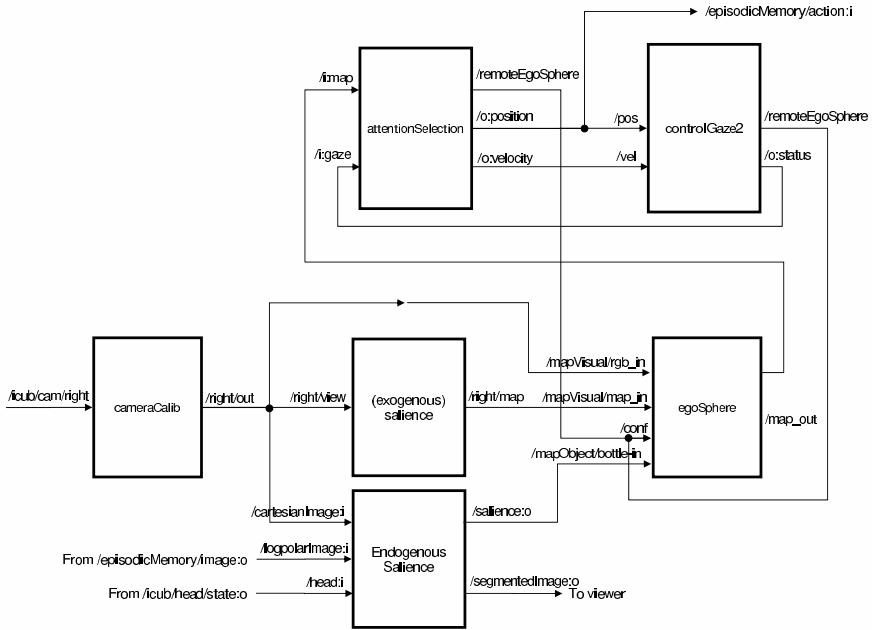 /episodicMemory/action:i
/i:map
/remoteEgoSphere
/o:position
/pos
/remoteEgoSphere
attentionSelection
controlGaze2
/i:gaze
/o:velocity
/vel
/o:status
/mapVisual/rgb_in
/icub/cam/right
cameraCalib
/right/out
/right/view
(exogenous)
salience
/right/map
/mapVisual/map_in
egoSphere
/map_out
/conf
/mapObject/bottle-in
/cartesianImage:i
/salience:o
/logpolarImage:i
From /episodicMemory/image:o
Endogenous
Salience
/head:i
From /icub/head/state:o
/segmentedImage:o
To viewer